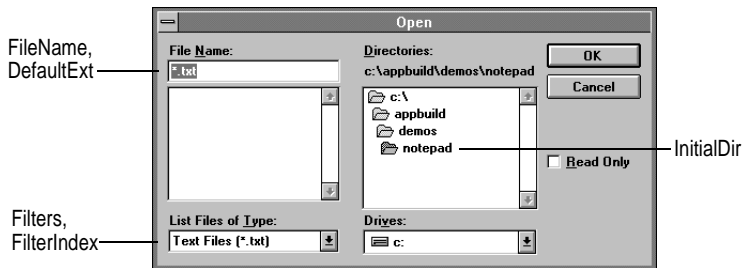 Open
FileName,
DefaultExt
File Name:
*.txt
Directories:
c:\appbuild\demos\notepad
c:\
appbuild
demos
notepad
OK
Cancel
Read Only
InitialDir
Filters,
FilterIndex
List Files of Type:
Text Files (*.txt)
Drives:
c: